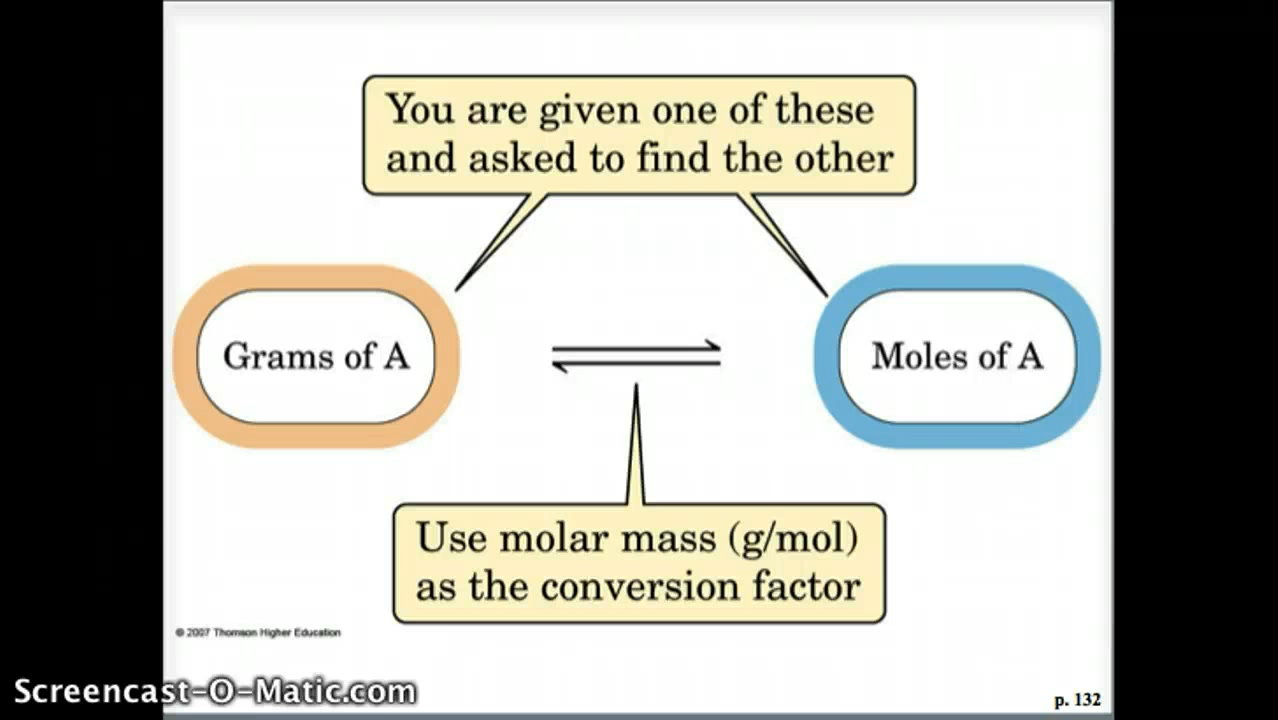 You are given one of these
and asked to find the other
Grams of A
Moles of A
Use molar mass (g/mol)
as the conversion factor
© 2007 Thomson Higher Education
Screencast-O-Matic.com
p. 132